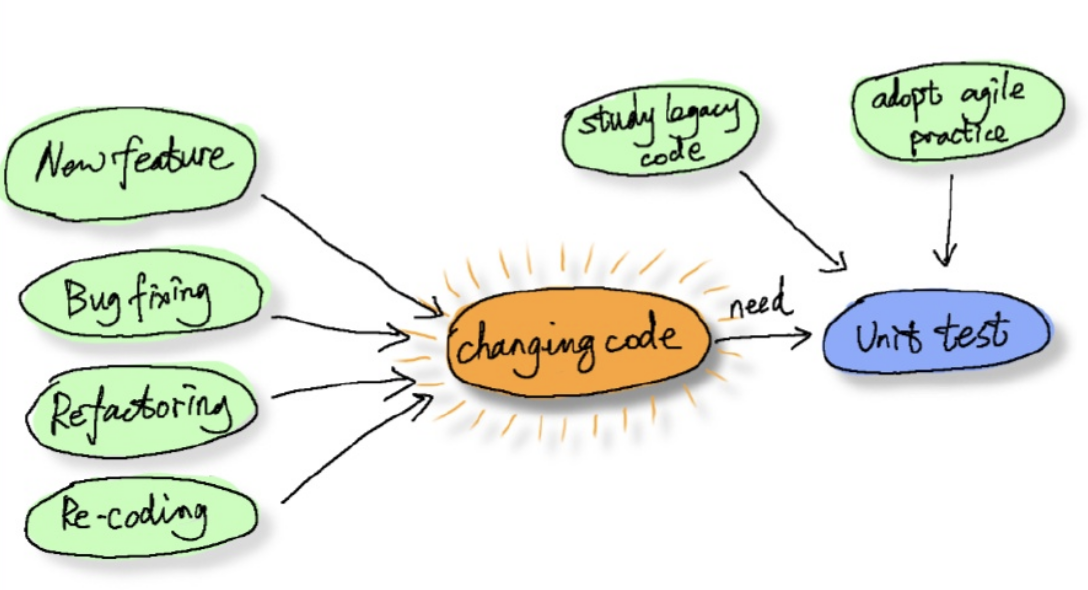 New feature
Bug fixing
Refactoring
Re-coding
changing code
need
study legacy
code
adopt agile
practice
Unit test